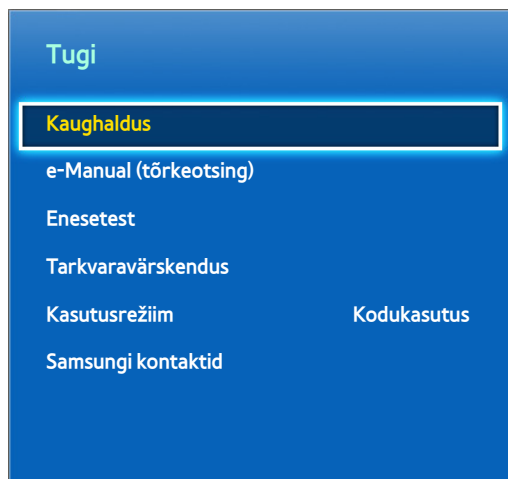 Tugi
Kaughaldus
e-Manual (tõrkeotsing)
Enesetest
Tarkvaravärskendus
Kasutusrežiim Kodukasutus
Samsungi kontaktid